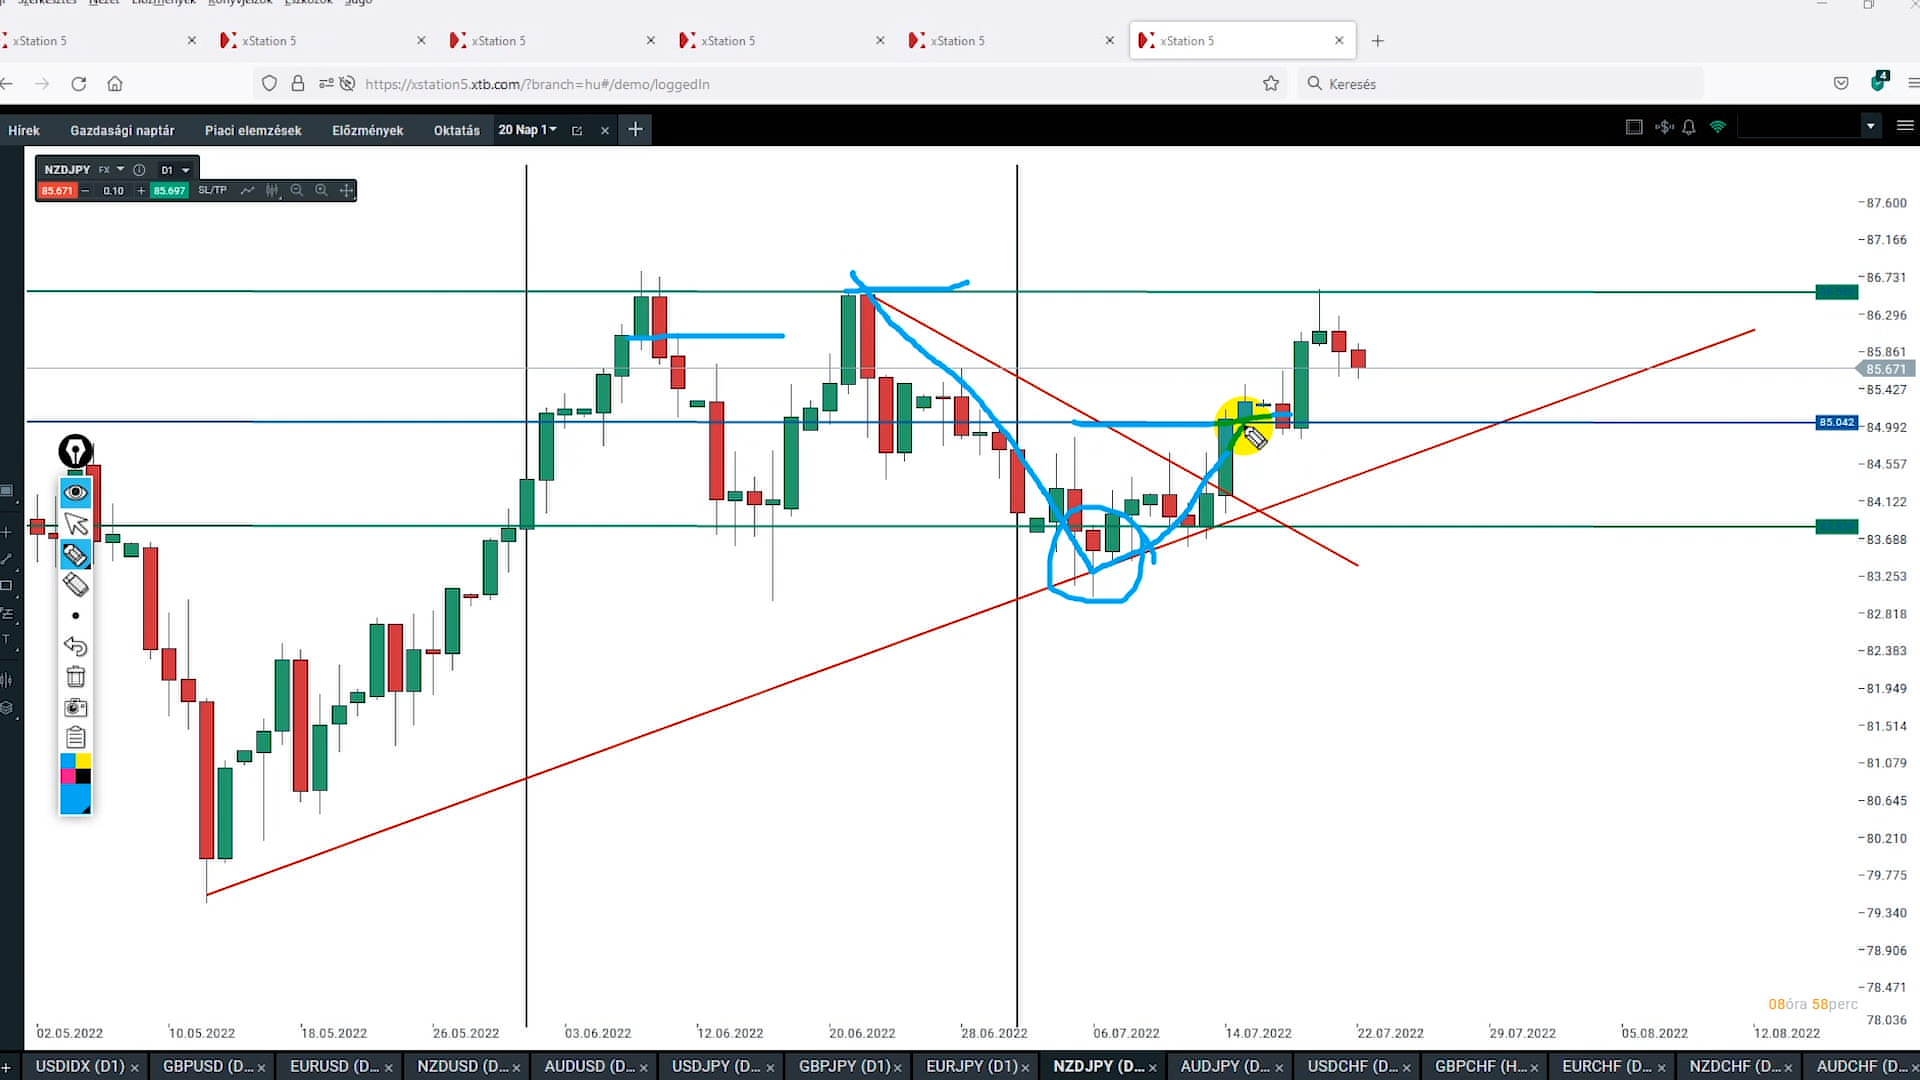 Szerkesztés Nézet Előzmények Könyvjelzők Eszközök Súgó
xStation 5 xStation 5 xStation 5 xStation 5 xStation 5 xStation 5
https://xstation5.xtb.com/?branch=hu#/demo/loggedIn Keresés 4
Hírek Gazdasági naptár Piaci elemzések Előzmények Oktatás 20 Nap 1
NZDJPY FX D1
85.671 0.10 85.697 SL/TP
87.600
87.166
86.731
86.296
85.861
85.671
85.427
85.042
84.992
84.557
84.122
83.688
83.253
82.818
82.383
81.949
81.514
81.079
80.645
80.210
79.775
79.340
78.906
78.471
08óra 58perc
78.036
02.05.2022 10.05.2022 18.05.2022 26.05.2022 03.06.2022 12.06.2022 20.06.2022 28.06.2022 06.07.2022 14.07.2022 22.07.2022 29.07.2022 05.08.2022 12.08.2022
USDIDX (D1) GBPUSD (D... EURUSD (D... NZDUSD (D... AUDUSD (D... USDJPY (D... GBPJPY (D1) EURJPY (D1) NZDJPY (D... AUDJPY (D... USDCHF (D... GBPCHF (H... EURCHF (D... NZDCHF (D... AUDCHF (D...